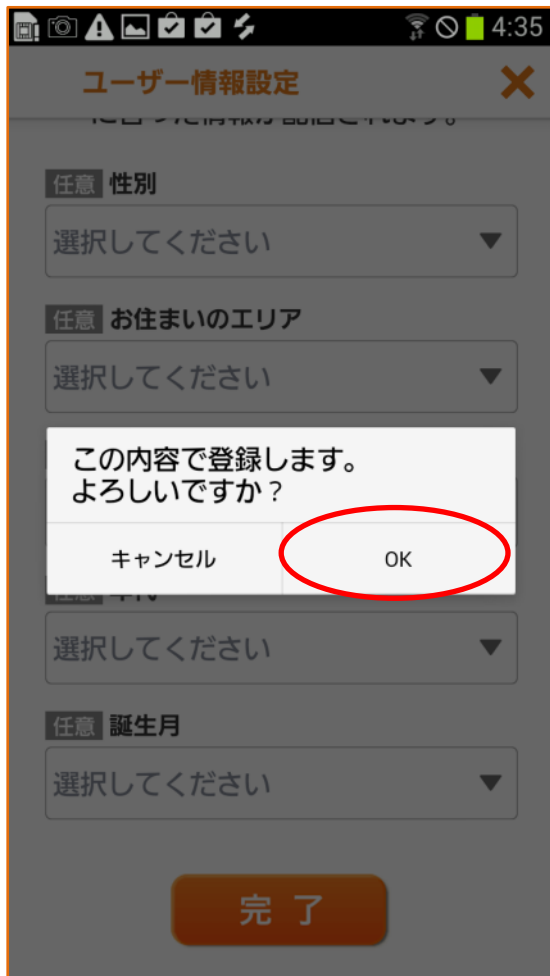 4:35
ユーザー情報設定
任意 性別
選択してください
任意 お住まいのエリア
選択してください
この内容で登録します。
よろしいですか？
キャンセル OK
選択してください
任意 誕生月
選択してください
完了